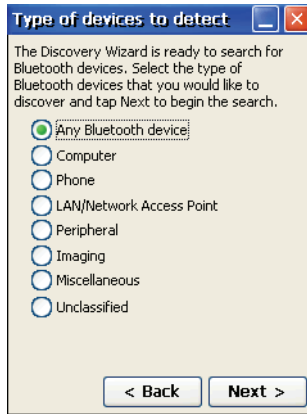 Type of devices to detect
The Discovery Wizard is ready to search for
Bluetooth devices. Select the type of
Bluetooth devices that you would like to
discover and tap Next to begin the search.
Any Bluetooth device
Computer
Phone
LAN/Network Access Point
Peripheral
Imaging
Miscellaneous
Unclassified
< Back Next >